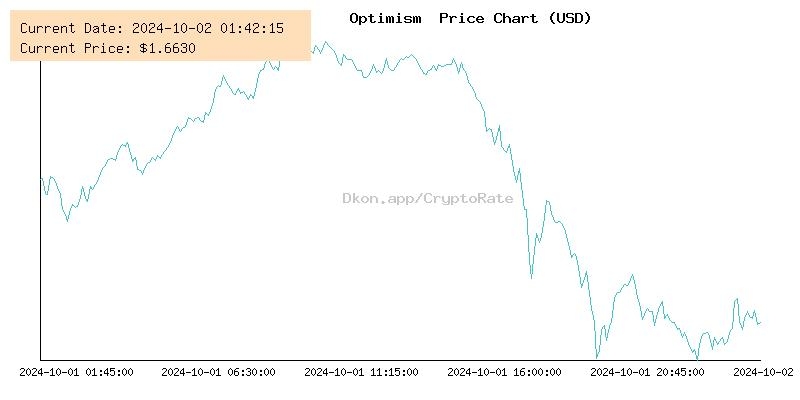 Optimism  Price Chart (USD)
Current Date: 2024-10-02 01:42:15
Current Price: $1.6630
Dkon.app/CryptoRate
2024-10-01 01:45:00 2024-10-01 06:30:00 2024-10-01 11:15:00 2024-10-01 16:00:00 2024-10-01 20:45:00 2024-10-02